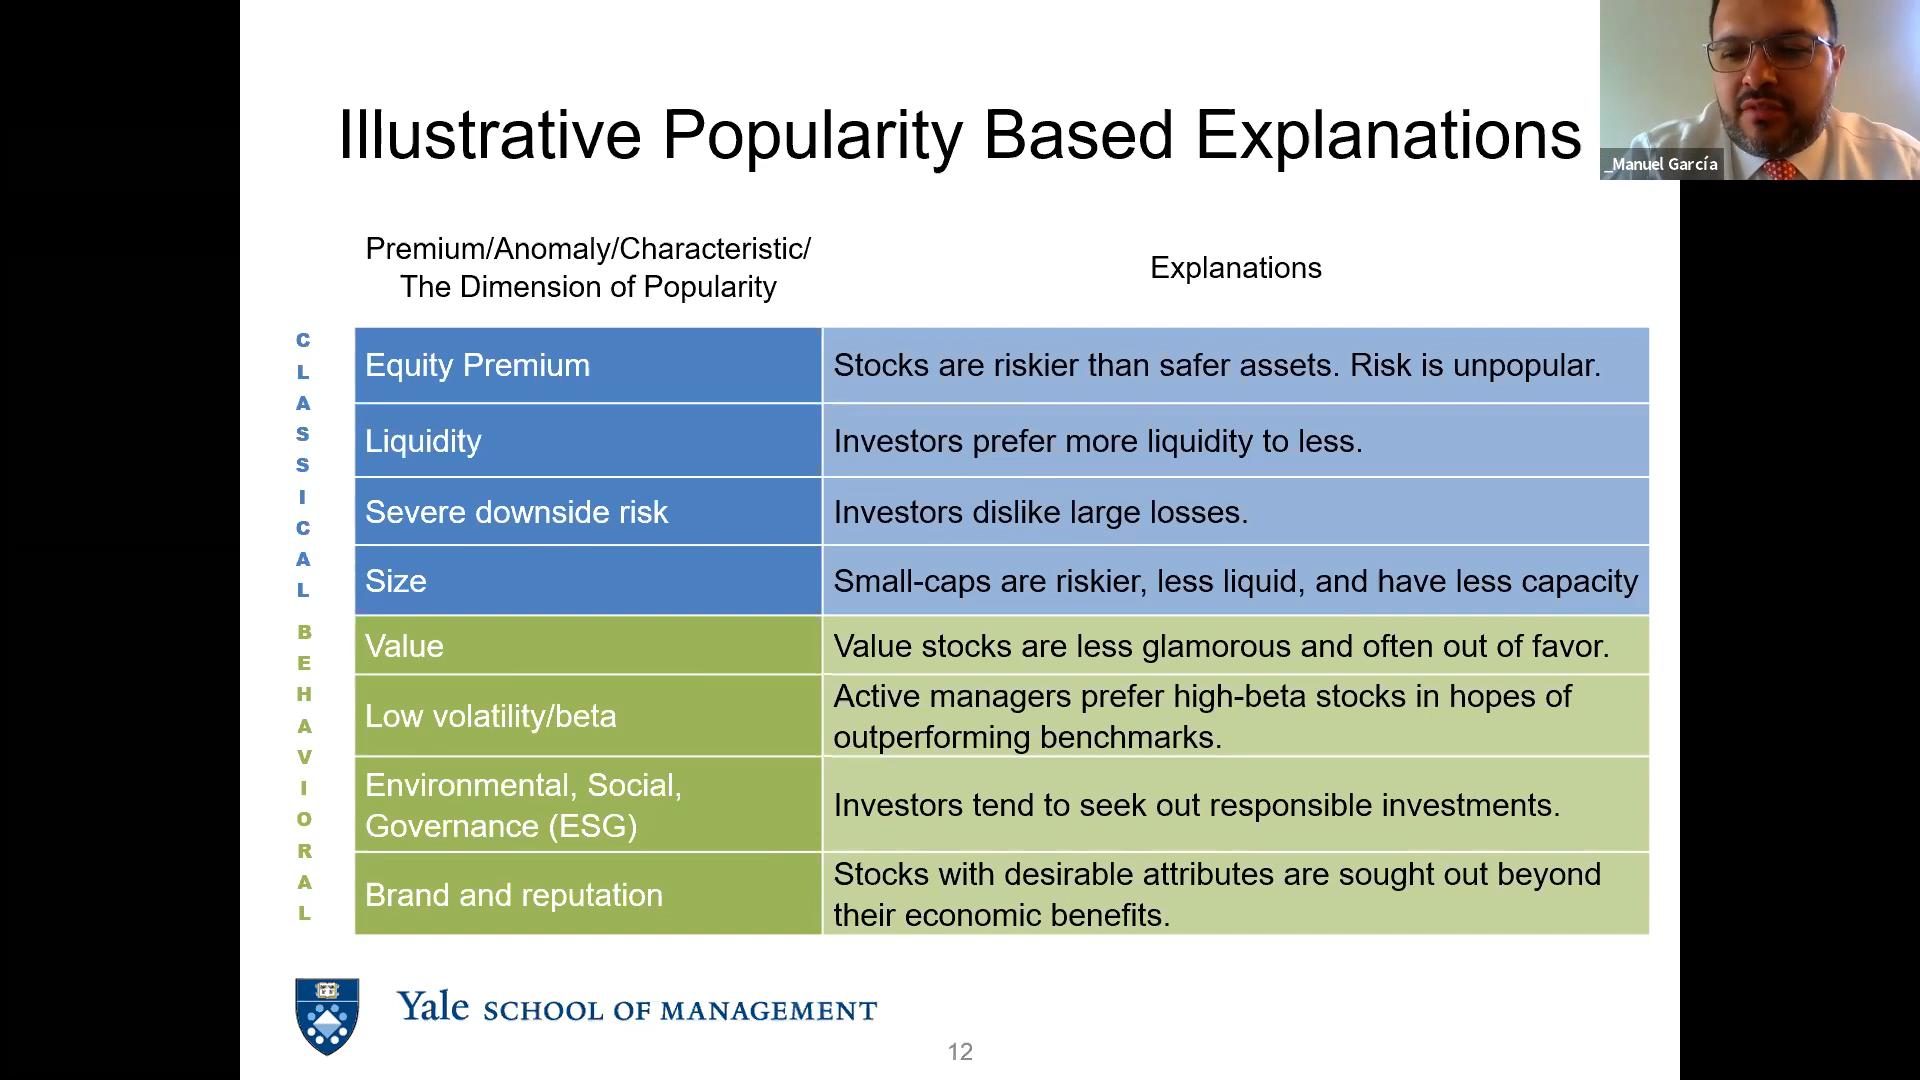 Illustrative Popularity Based Explanations
_Manuel García
Premium/Anomaly/Characteristic/
The Dimension of Popularity
Explanations
CLASSICAL
Equity Premium
Stocks are riskier than safer assets. Risk is unpopular.
Liquidity
Investors prefer more liquidity to less.
Severe downside risk
Investors dislike large losses.
Size
Small-caps are riskier, less liquid, and have less capacity
BEHAVIORAL
Value
Value stocks are less glamorous and often out of favor.
Low volatility/beta
Active managers prefer high-beta stocks in hopes of
outperforming benchmarks.
Environmental, Social,
Governance (ESG)
Investors tend to seek out responsible investments.
Brand and reputation
Stocks with desirable attributes are sought out beyond
their economic benefits.
Yale SCHOOL OF MANAGEMENT
12